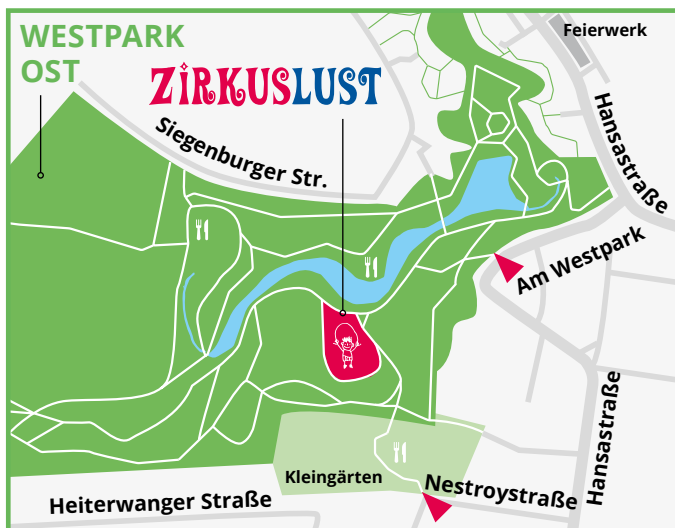 WESTPARK
OST
Feierwerk
ZiRKUSLUST
Hansastraße
Siegenburger Str.
Am Westpark
Hansastraße
Kleingärten
Nestroystraße
Heiterwanger Straße